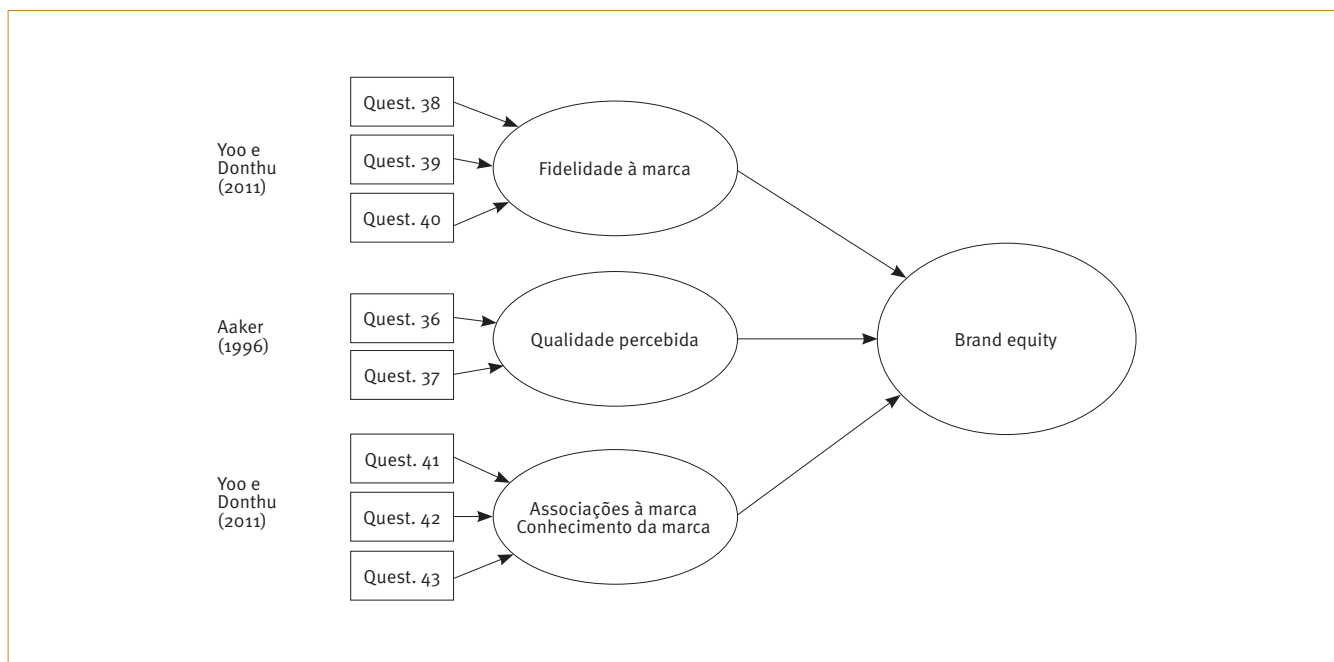 Yoo e
Donthu
(2011)
Quest. 38
Quest. 39
Quest. 40
Fidelidade à marca
Aaker
(1996)
Quest. 36
Quest. 37
Qualidade percebida
Brand equity
Yoo e
Donthu
(2011)
Quest. 41
Quest. 42
Quest. 43
Associações à marca
Conhecimento da marca